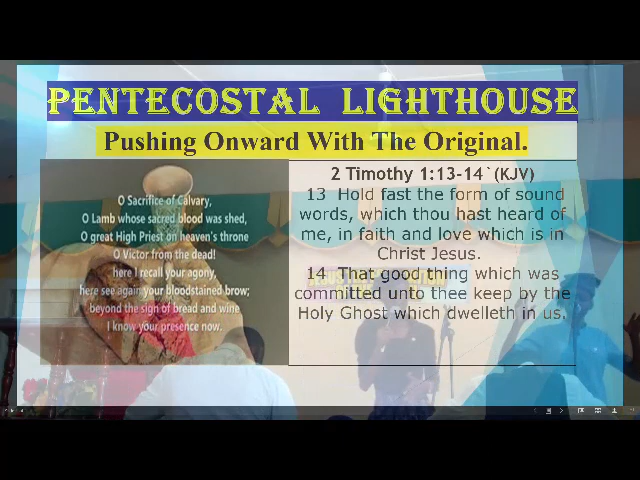 PENTECOSTAL LIGHTHOUSE
Pushing Onward With The Original.
O Sacrifice of Calvary,
O Lamb whose sacred blood was shed,
O great High Priest on heaven's throne
O Victor from the dead!
here I recall your agony,
here see again your bloodstained brow;
beyond the sign of bread and wine
I know your presence now.
2 Timothy 1:13-14`(KJV)
13 Hold fast the form of sound
words, which thou hast heard of
me, in faith and love which is in
Christ Jesus.
14 That good thing which was
committed unto thee keep by the
Holy Ghost which dwelleth in us.